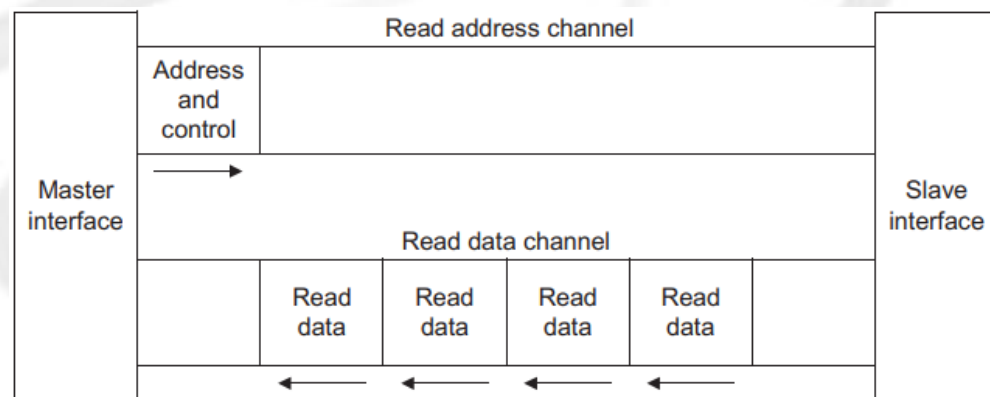 Read address channel
Address
and
control
Master
interface
Slave
interface
Read data channel
Read
data
Read
data
Read
data
Read
data